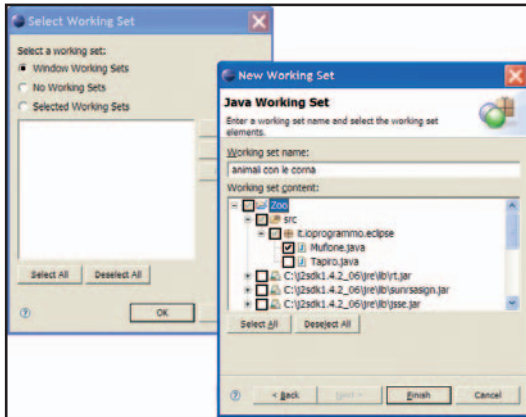 Select Working Set
Select a working set:
Window Working Sets
No Working Sets
Selected Working Sets
Select All
Deselect All
OK
New Working Set
Java Working Set
Enter a working set name and select the working set
elements.
Working set name:
animali con le corna
Working set content:
Zoo
src
it.ioprogrammo.eclipse
Muflone.java
Tapiro.java
C:\j2sdk1.4.2_06\jre\lib\rt.jar
C:\j2sdk1.4.2_06\jre\lib\sunrsasign.jar
C:\j2sdk1.4.2_06\jre\lib\jsse.jar
Select All
Deselect All
< Back
Next >
Finish
Cancel